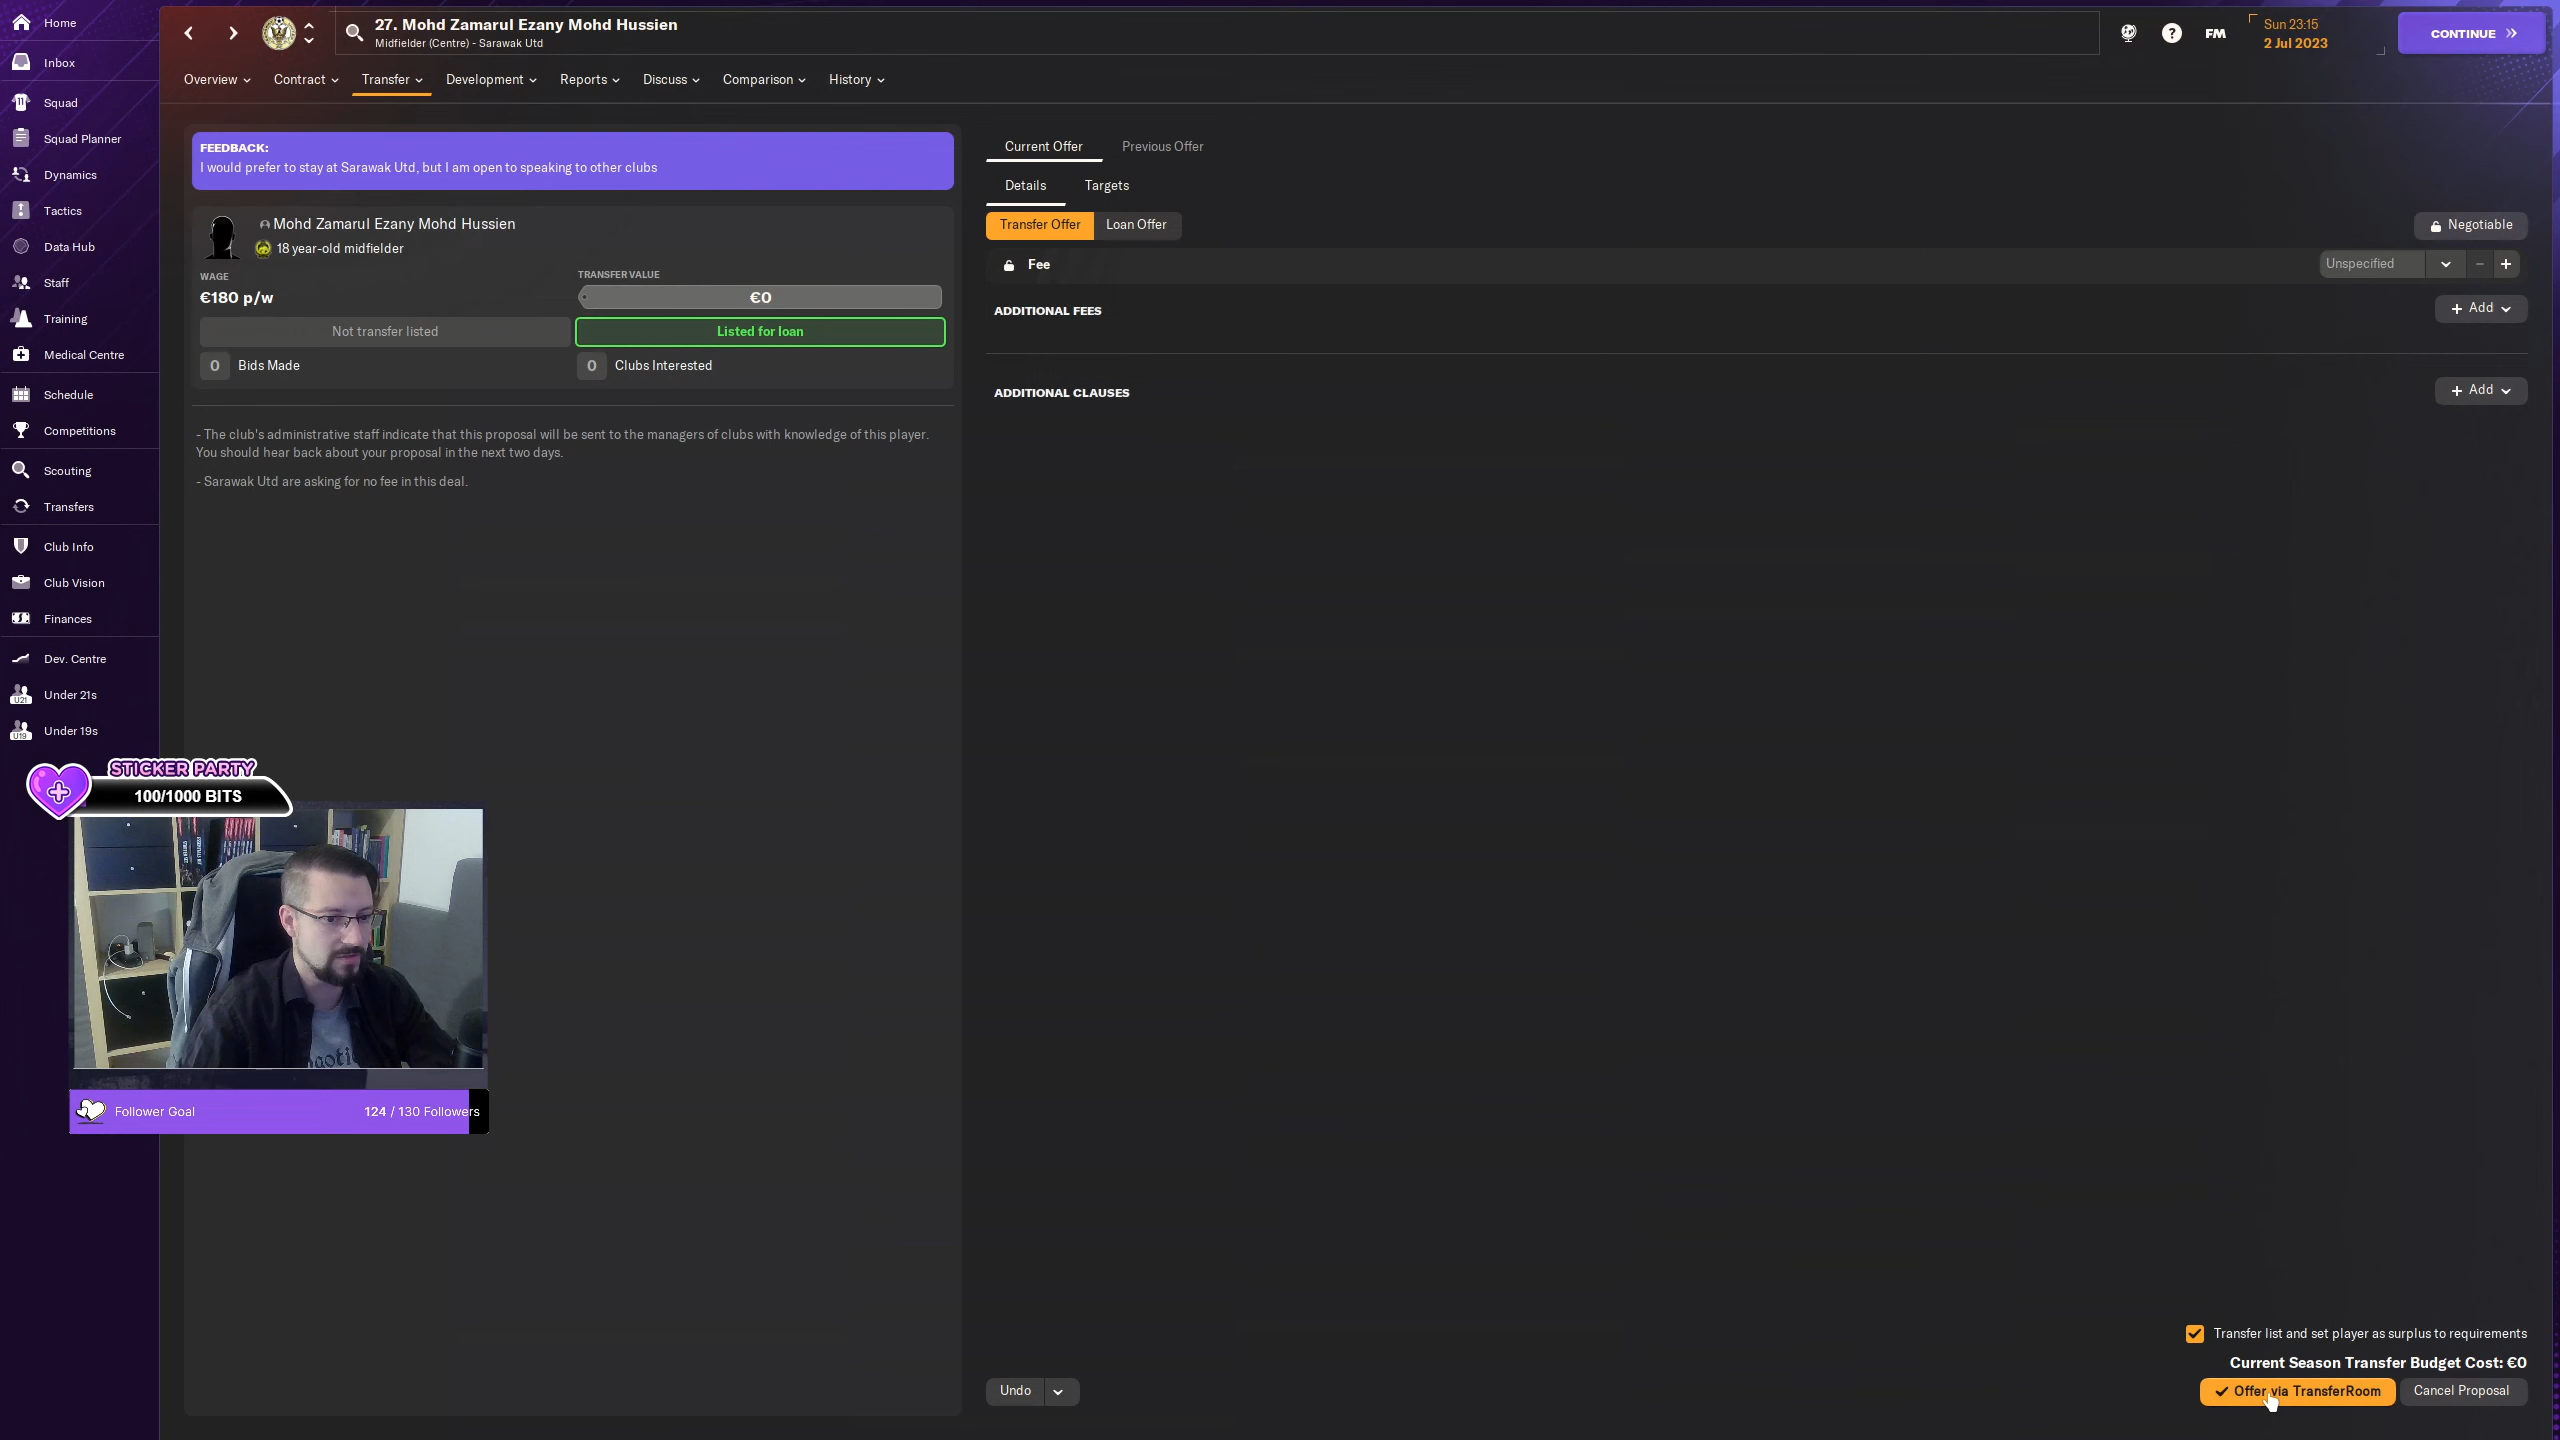 Home
Inbox
Squad
Squad Planner
Dynamics
Tactics
Data Hub
Staff
Training
Medical Centre
Schedule
Competitions
Scouting
Transfers
Club Info
Club Vision
Finances
Dev. Centre
U21
Under 21s
U19
Under 19s
27. Mohd Zamarul Ezany Mohd Hussien
Midfielder (Centre) - Sarawak Utd
FM
Sun 23:15
2 Jul 2023
CONTINUE
Overview
Contract
Transfer
Development
Reports
Discuss
Comparison
History
FEEDBACK:
I would prefer to stay at Sarawak Utd, but I am open to speaking to other clubs
Mohd Zamarul Ezany Mohd Hussien
18 year-old midfielder
WAGE
€180 p/w
TRANSFER VALUE
€0
Not transfer listed
Listed for loan
0 Bids Made
0 Clubs Interested
- The club's administrative staff indicate that this proposal will be sent to the managers of clubs with knowledge of this player.
You should hear back about your proposal in the next two days.
- Sarawak Utd are asking for no fee in this deal.
Current Offer
Previous Offer
Details
Targets
Transfer Offer
Loan Offer
Negotiable
Fee
Unspecified
ADDITIONAL FEES
+ Add
ADDITIONAL CLAUSES
+ Add
STICKER PARTY
100/1000 BITS
Follower Goal
124 / 130 Followers
Transfer list and set player as surplus to requirements
Current Season Transfer Budget Cost: €0
Undo
Offer via TransferRoom
Cancel Proposal